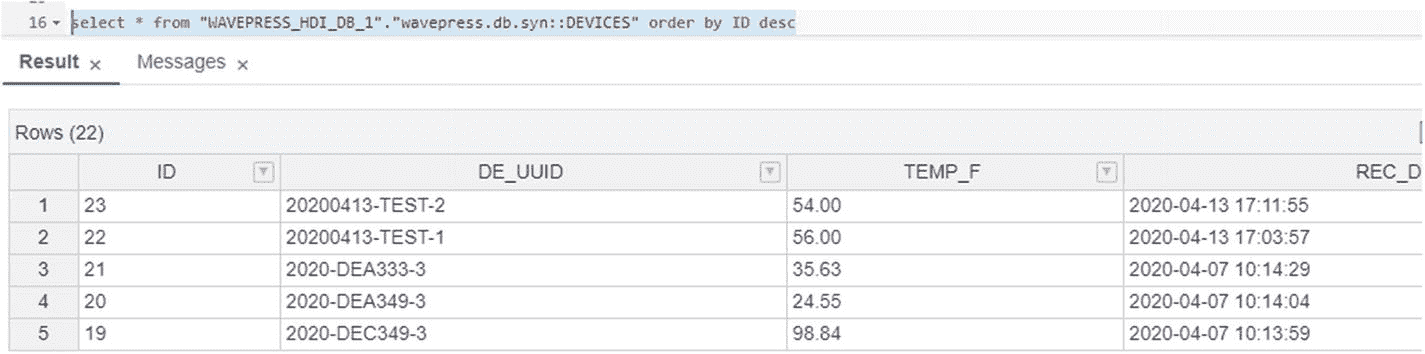 16 select * from "WAVEPRESS_HDI_DB_1"."wavepress.db.syn::DEVICES" order by ID desc
Result × Messages ×
Rows (22)
ID DE_UUID TEMP_F REC_D
1 23 20200413-TEST-2 54.00 2020-04-13 17:11:55
2 22 20200413-TEST-1 56.00 2020-04-13 17:03:57
3 21 2020-DEA333-3 35.63 2020-04-07 10:14:29
4 20 2020-DEA349-3 24.55 2020-04-07 10:14:04
5 19 2020-DEC349-3 98.84 2020-04-07 10:13:59